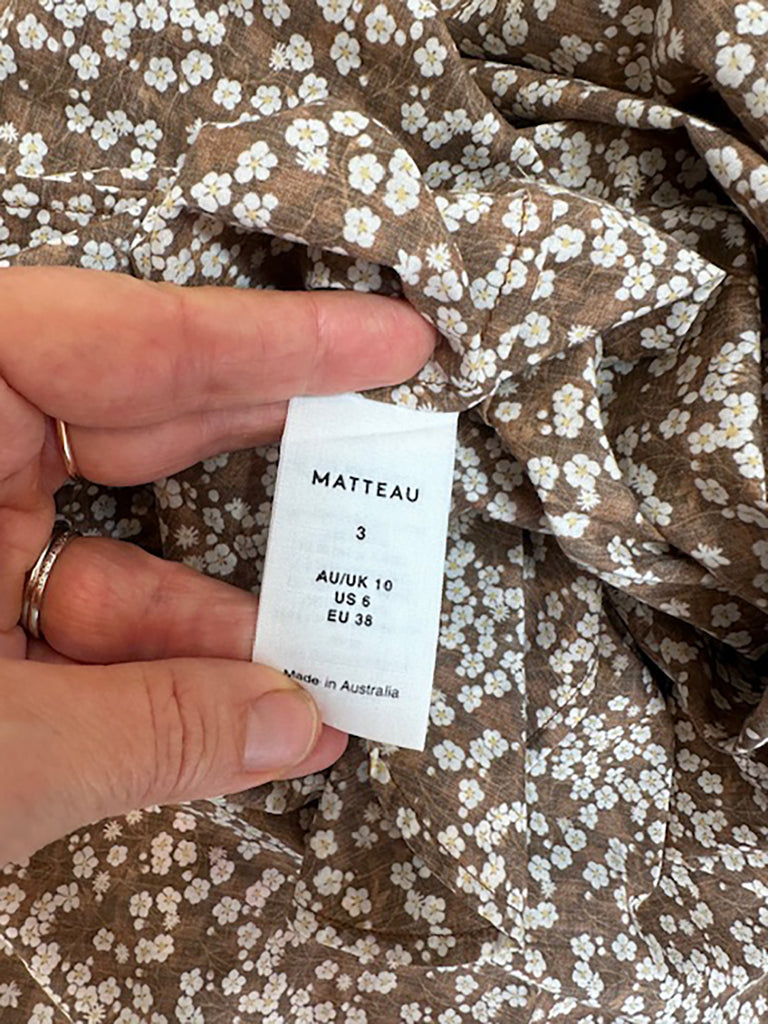 MATTEAU
3
AU/UK 10
US 6
EU 38
Made in Australia